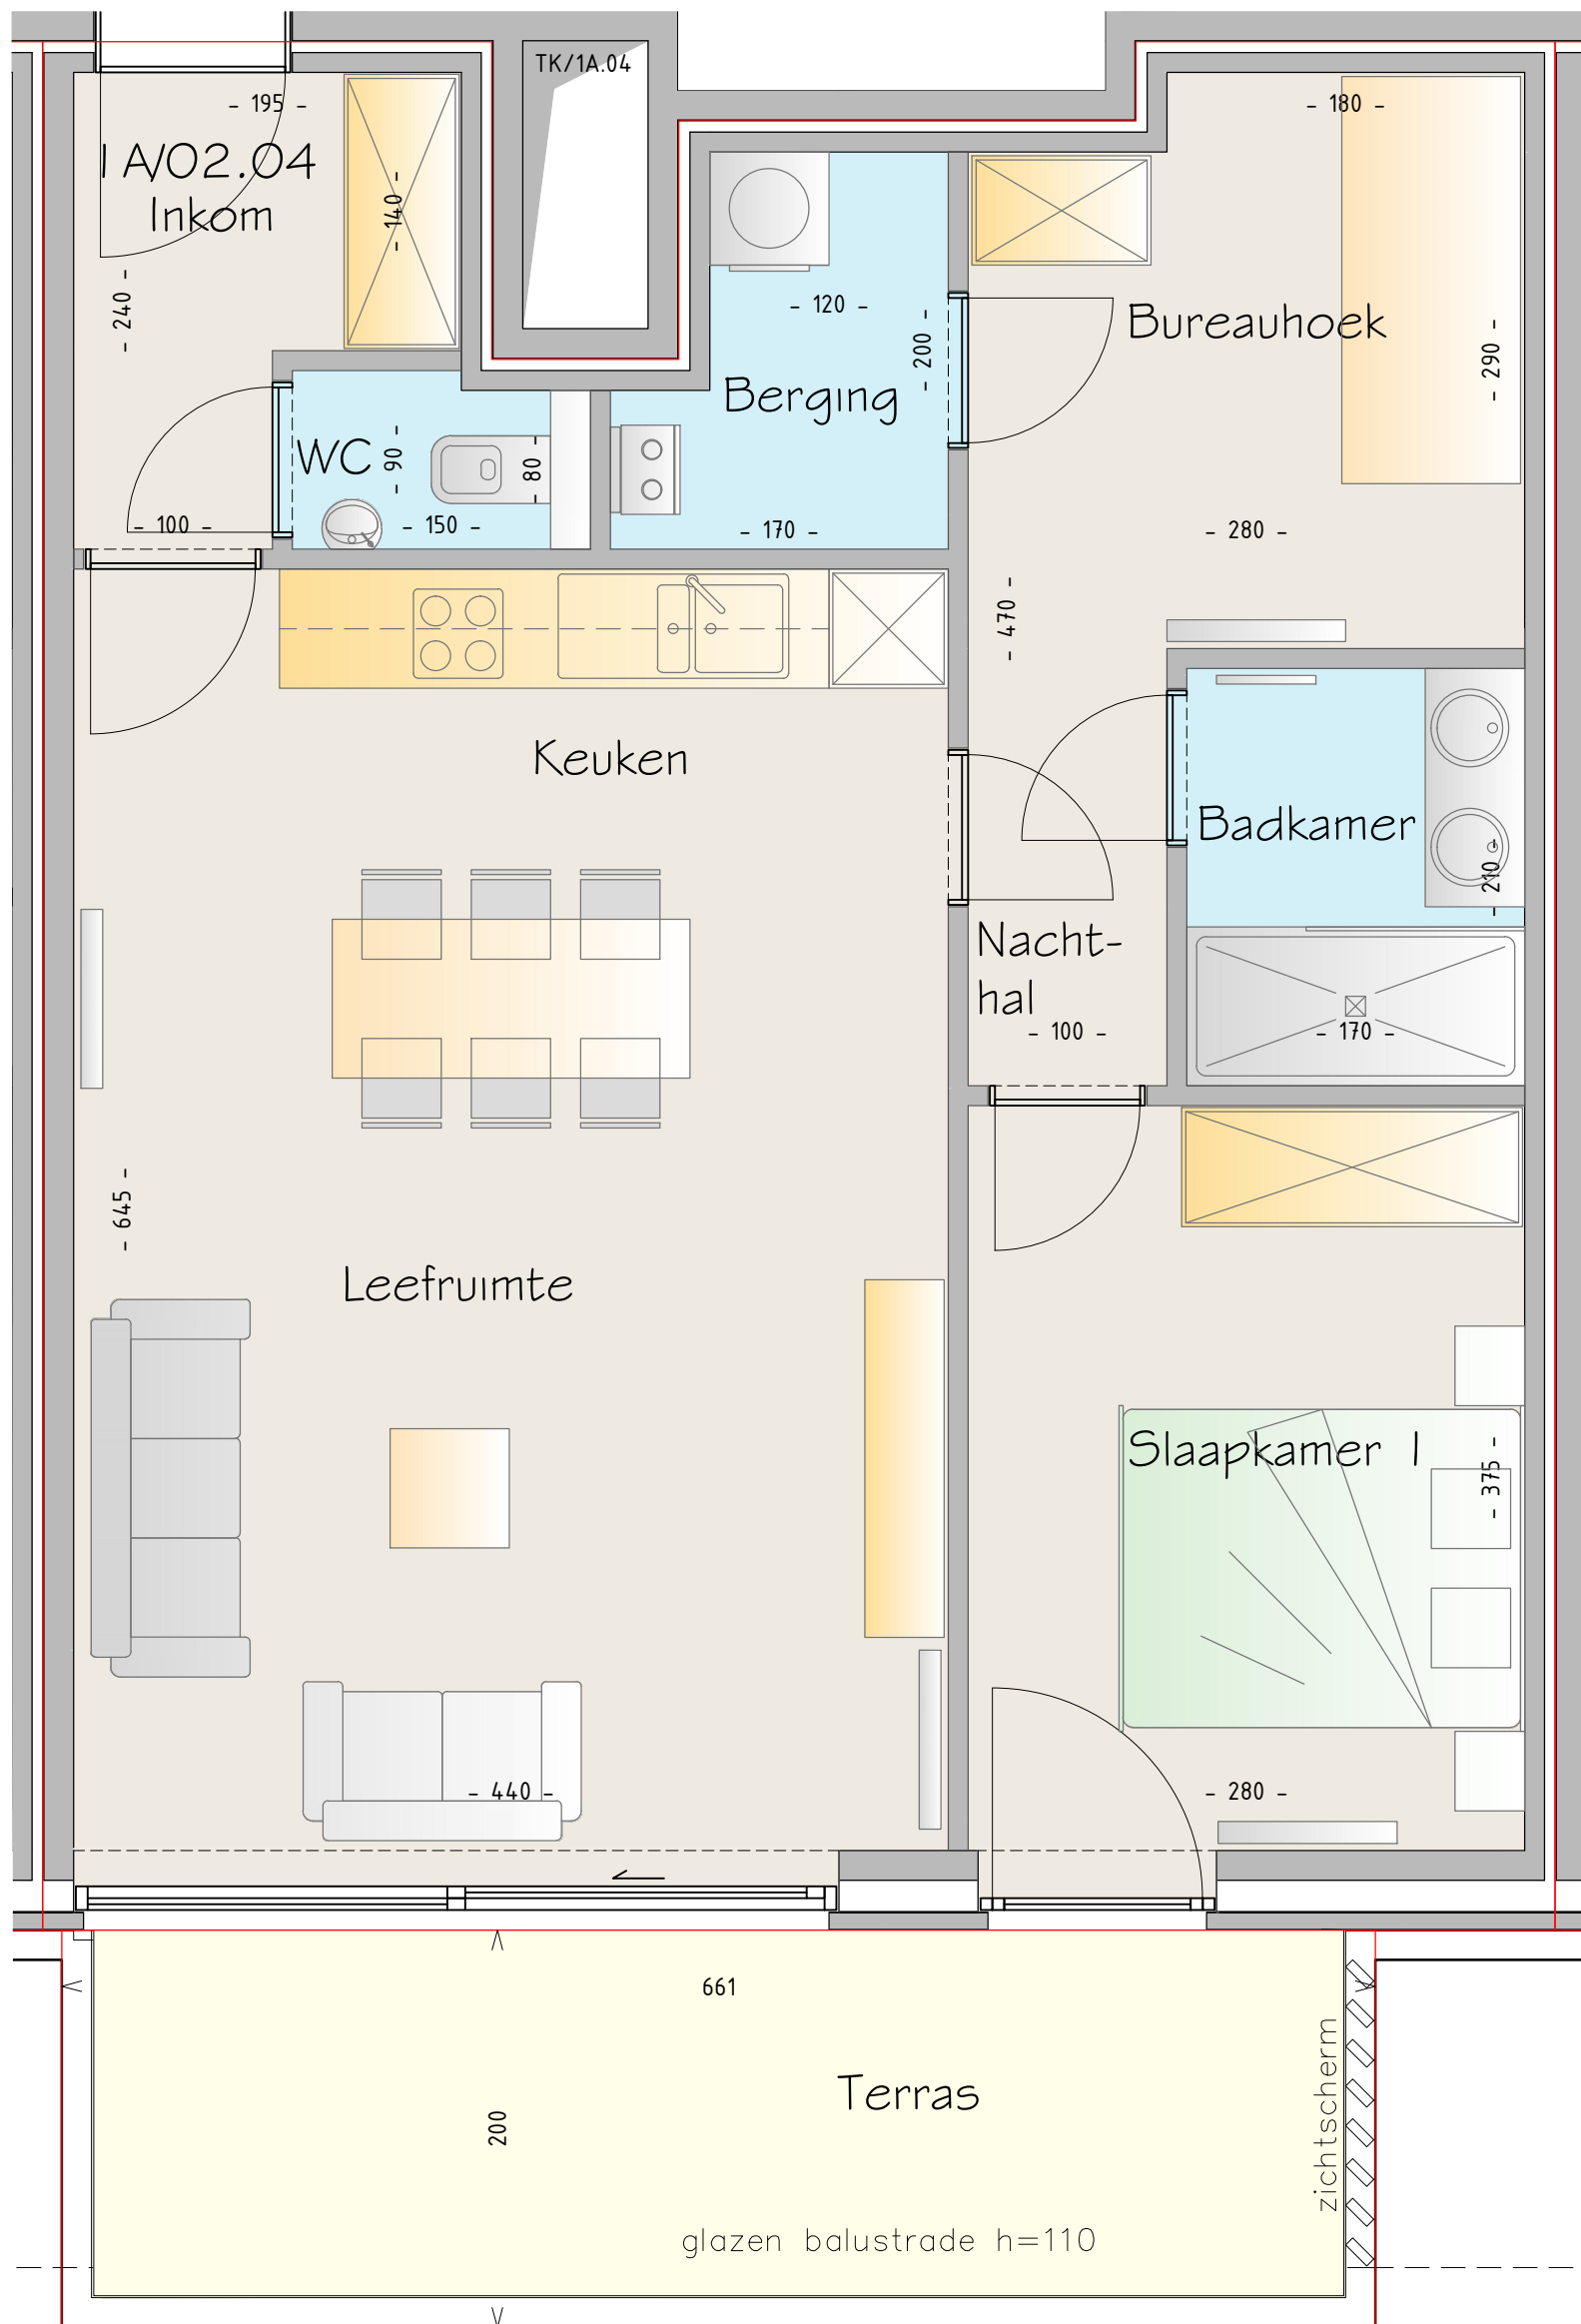 TK/1A.04
- 195 -
- 180 -
1 A/02.04
Inkom
- 140 -
- 240 -
- 120 -
- 200 -
Bureauhoek
- 290 -
Berging
WC
- 90 -
- 80 -
- 100 -
- 150 -
- 170 -
- 280 -
- 470 -
Keuken
Badkamer
- 210 -
Nacht-
hal
- 100 -
- 170 -
- 645 -
Leefruimte
Slaapkamer 1
- 375 -
- 440 -
- 280 -
661
Terras
200
zichtscherm
glazen balustrade h=110